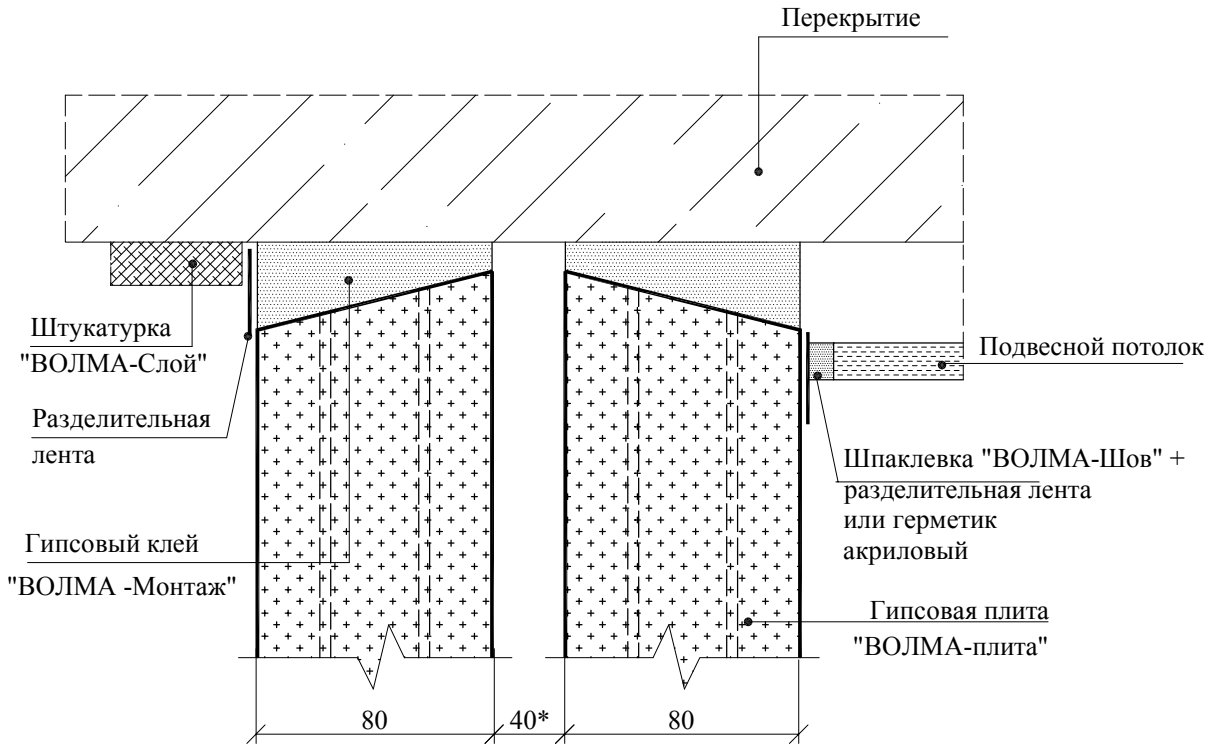 Перекрытие
Штукатурка
"ВОЛМА-Слой"
Разделительная
лента
Гипсовый клей
"ВОЛМА -Монтаж"
Подвесной потолок
Шпаклевка "ВОЛМА-Шов" +
разделительная лента
или герметик
акриловый
Гипсовая плита
"ВОЛМА-плита"
80
40*
80